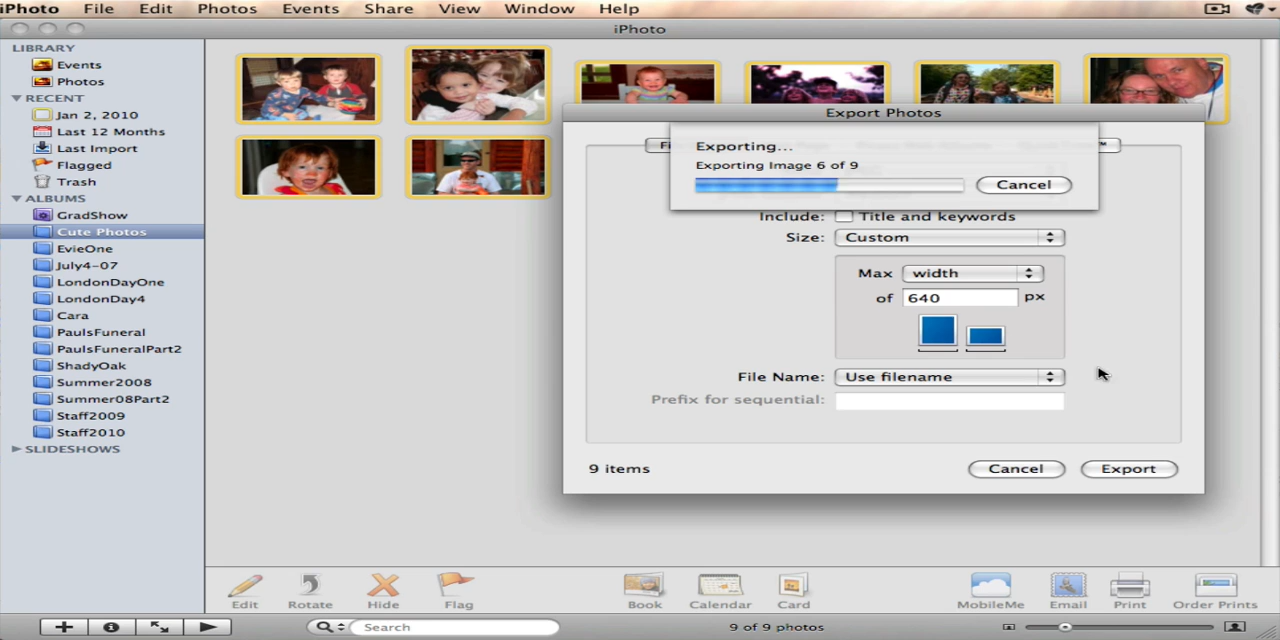 iPhoto File Edit Photos Events Share View Window Help
iPhoto
LIBRARY
Events
Photos
RECENT
Jan 2, 2010
Last 12 Months
Last Import
Flagged
Trash
ALBUMS
GradShow
Cute Photos
EvieOne
July4-07
LondonDayOne
LondonDay4
Cara
PaulsFuneral
PaulsFuneralPart2
ShadyOak
Summer2008
Summer08Part2
Staff2009
Staff2010
SLIDESHOWS
Export Photos
Exporting...
Exporting Image 6 of 9
Cancel
Include: Title and keywords
Size: Custom
Max width
of 640 px
File Name: Use filename
Prefix for sequential:
9 items Cancel Export
Edit Rotate Hide Flag Book Calendar Card MobileMe Email Print Order Prints
Search 9 of 9 photos